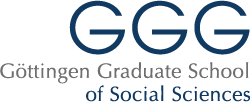 GGG
Göttingen Graduate School
of Social Sciences